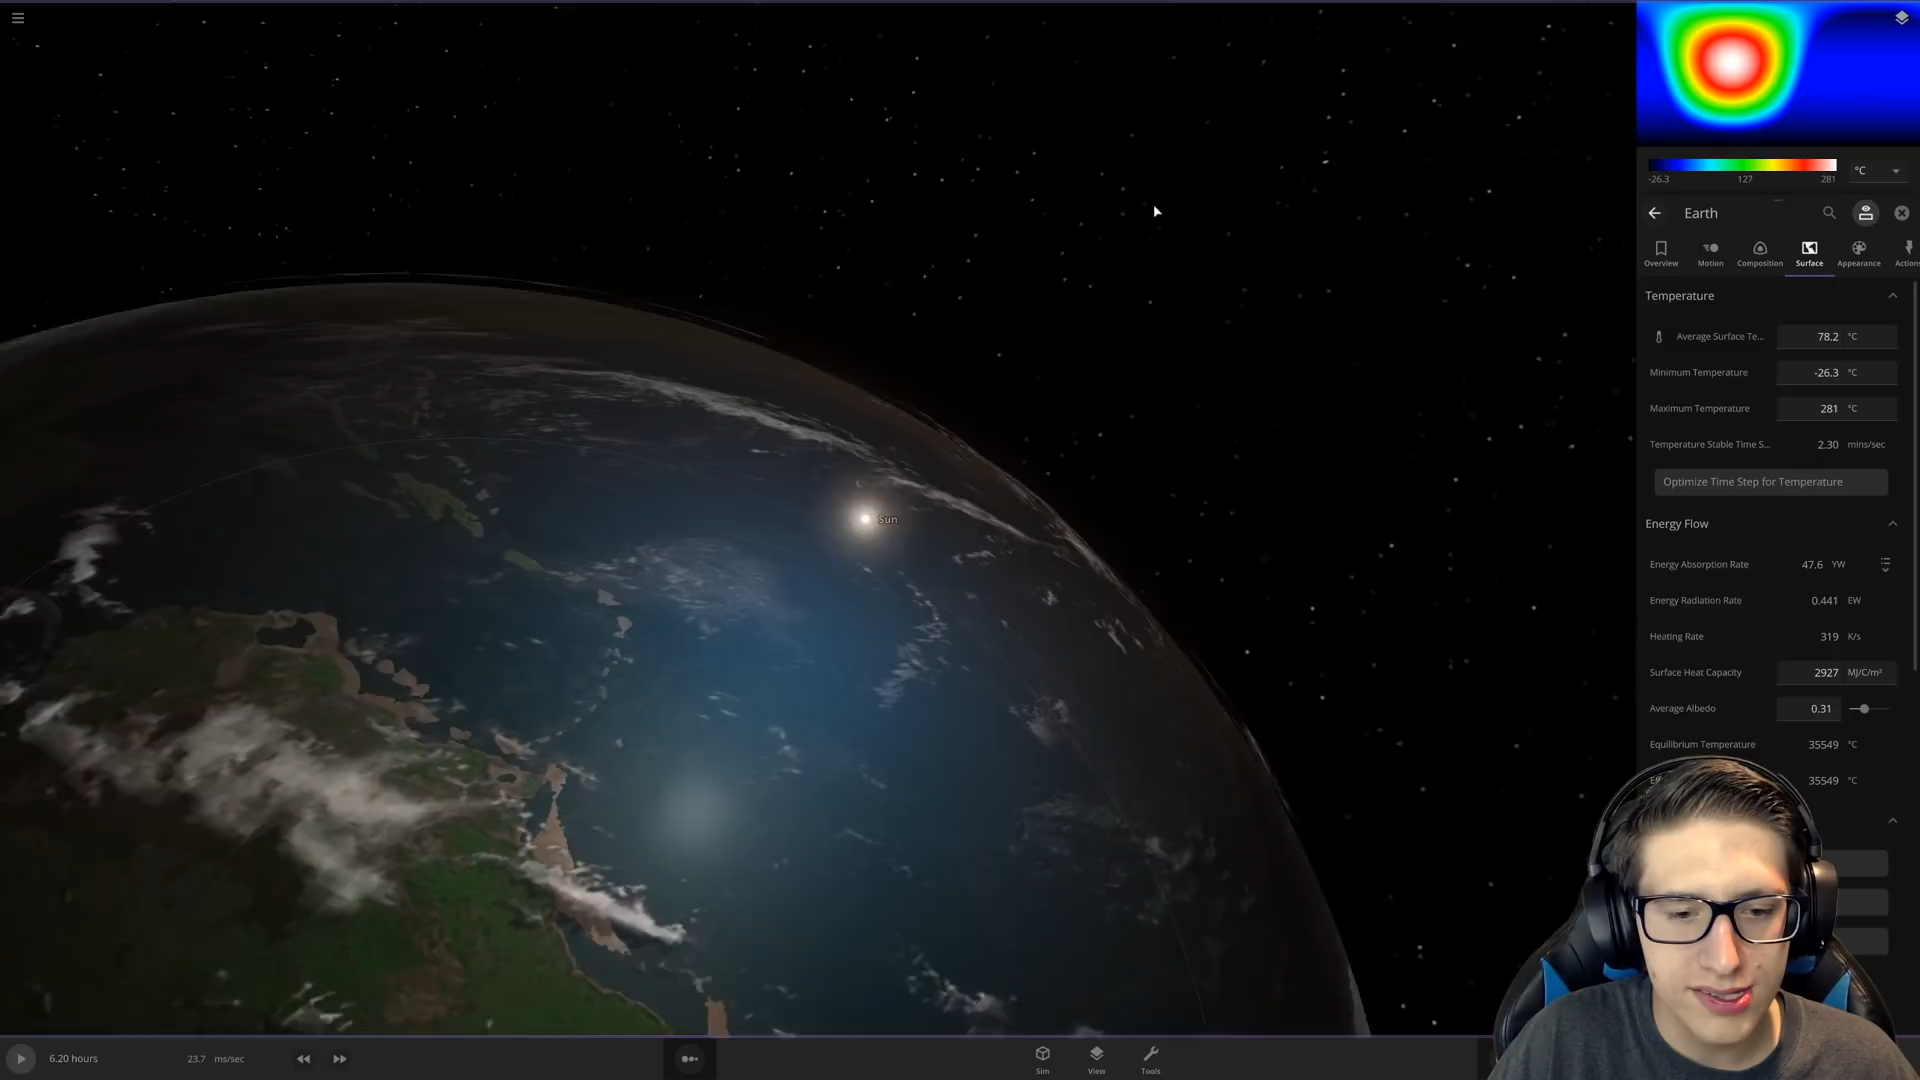 -26.3 127 281 °C
Earth
Overview Motion Composition Surface Appearance Actions
Temperature
Average Surface Te... 78.2 °C
Minimum Temperature -26.3 °C
Maximum Temperature 281 °C
Temperature Stable Time S... 2.30 mins/sec
Optimize Time Step for Temperature
Energy Flow
Energy Absorption Rate 47.6 YW
Energy Radiation Rate 0.441 EW
Heating Rate 319 K/s
Surface Heat Capacity 2927 MJ/C/m²
Average Albedo 0.31
Equilibrium Temperature 35549 °C
35549 °C
Sun
6.20 hours 23.7 ms/sec
Sim View Tools